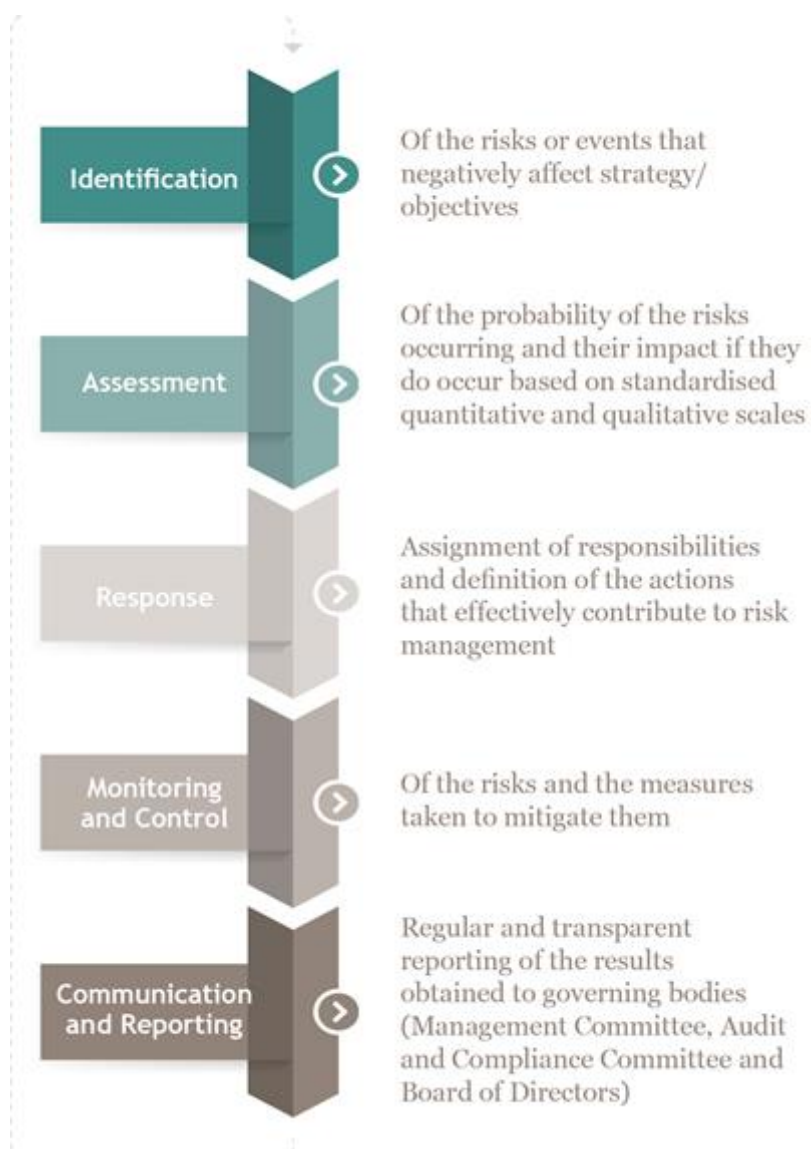 Identification
Of the risks or events that
negatively affect strategy/
objectives
Assessment
Of the probability of the risks
occurring and their impact if they
do occur based on standardised
quantitative and qualitative scales
Response
Assignment of responsibilities
and definition of the actions
that effectively contribute to risk
management
Monitoring
and Control
Of the risks and the measures
taken to mitigate them
Communication
and Reporting
Regular and transparent
reporting of the results
obtained to governing bodies
(Management Committee, Audit
and Compliance Committee and
Board of Directors)